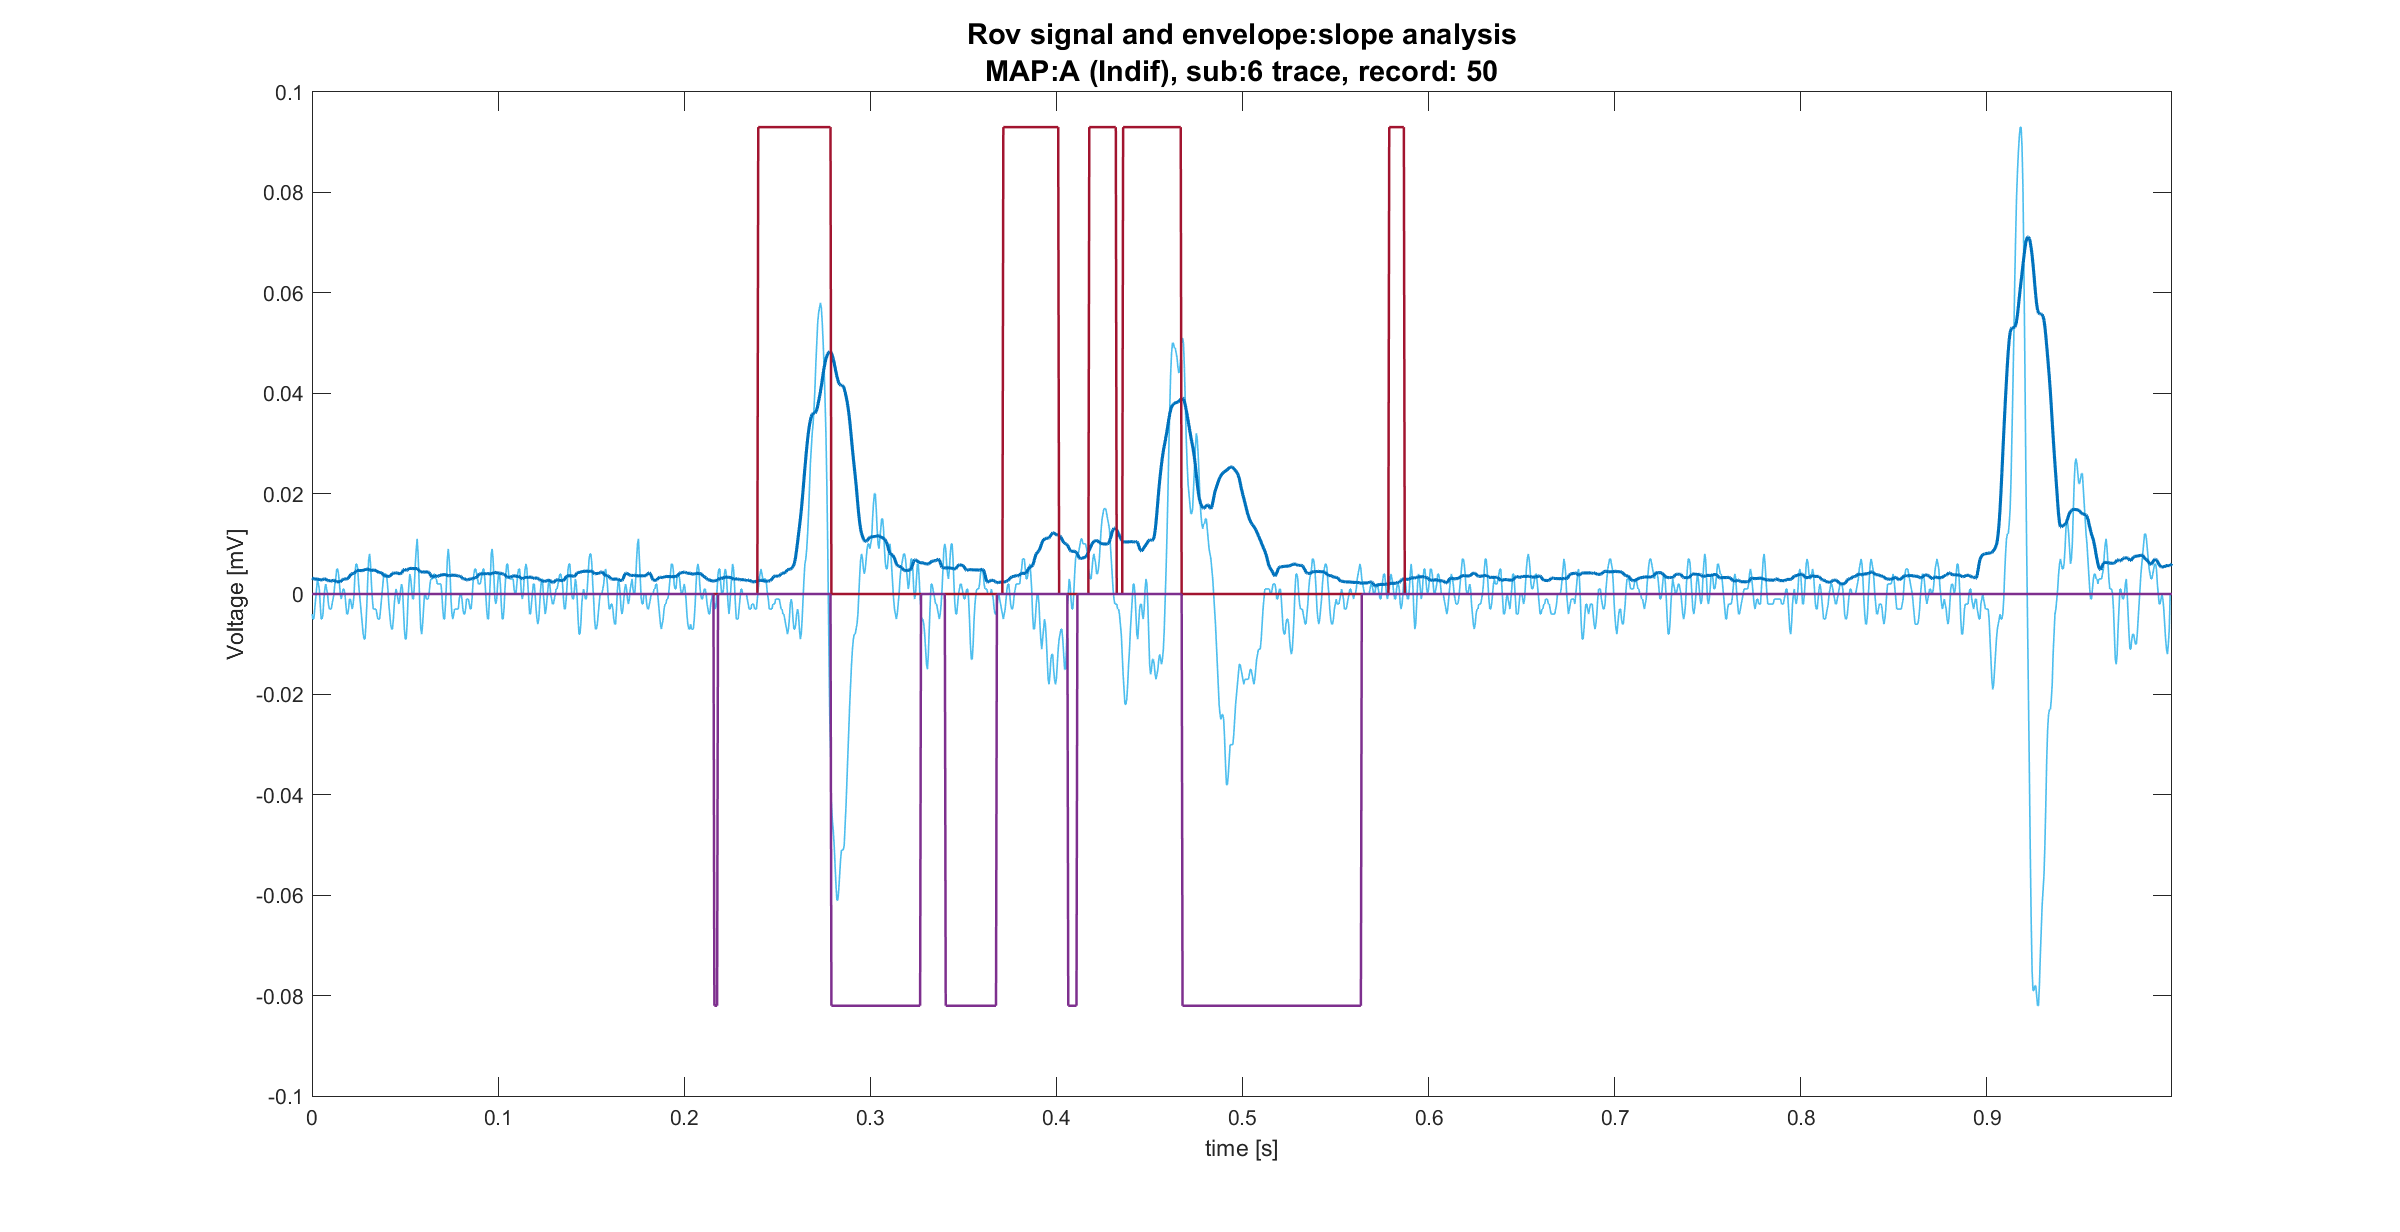 Rov signal and envelope:slope analysis
MAP:A (Indif), sub:6 trace, record: 50
0.1
0.08
0.06
0.04
0.02
0
-0.02
-0.04
-0.06
-0.08
-0.1
Voltage [mV]
0 0.1 0.2 0.3 0.4 0.5 0.6 0.7 0.8 0.9
time [s]